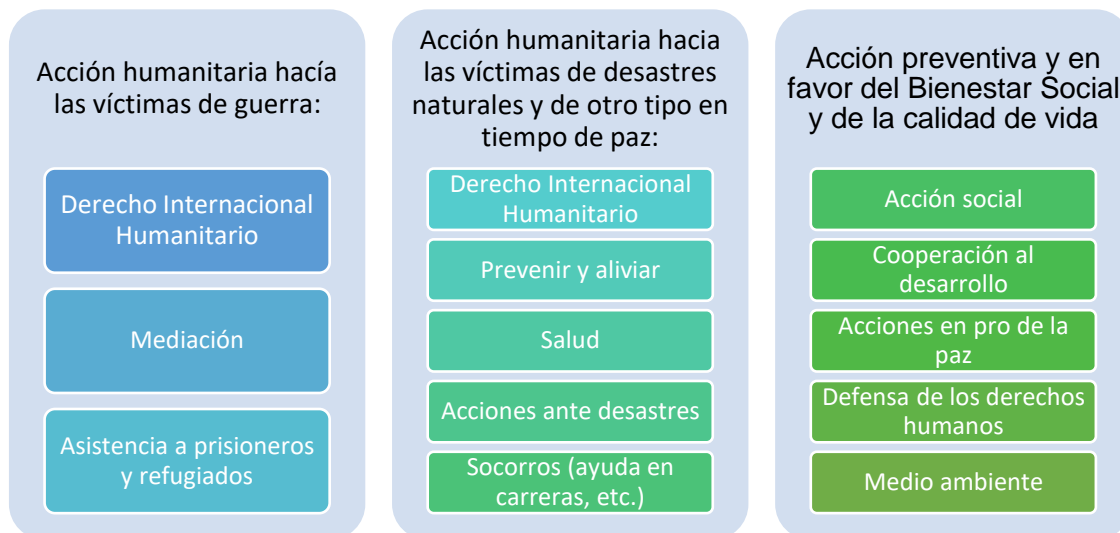 Acción humanitaria hacía
las víctimas de guerra:
Derecho Internacional
Humanitario
Mediación
Asistencia a prisioneros
y refugiados
Acción humanitaria hacia
las víctimas de desastres
naturales y de otro tipo en
tiempo de paz:
Derecho Internacional
Humanitario
Prevenir y aliviar
Salud
Acciones ante desastres
Socorros (ayuda en
carreras, etc.)
Acción preventiva y en
favor del Bienestar Social
y de la calidad de vida
Acción social
Cooperación al
desarrollo
Acciones en pro de la
paz
Defensa de los derechos
humanos
Medio ambiente